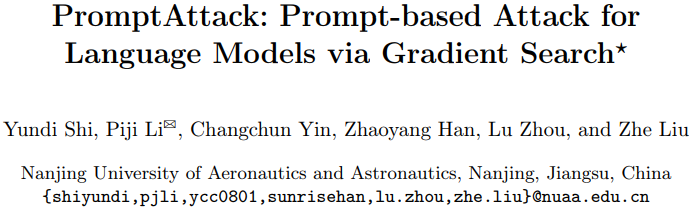 PromptAttack: Prompt-based Attack for
Language Models via Gradient Search⋆
Yundi Shi, Piji Li✉, Changchun Yin, Zhaoyang Han, Lu Zhou, and Zhe Liu
Nanjing University of Aeronautics and Astronautics, Nanjing, Jiangsu, China
{shiyundi,pjli,ycc0801,sunrisehan,lu.zhou,zhe.liu}@nuaa.edu.cn